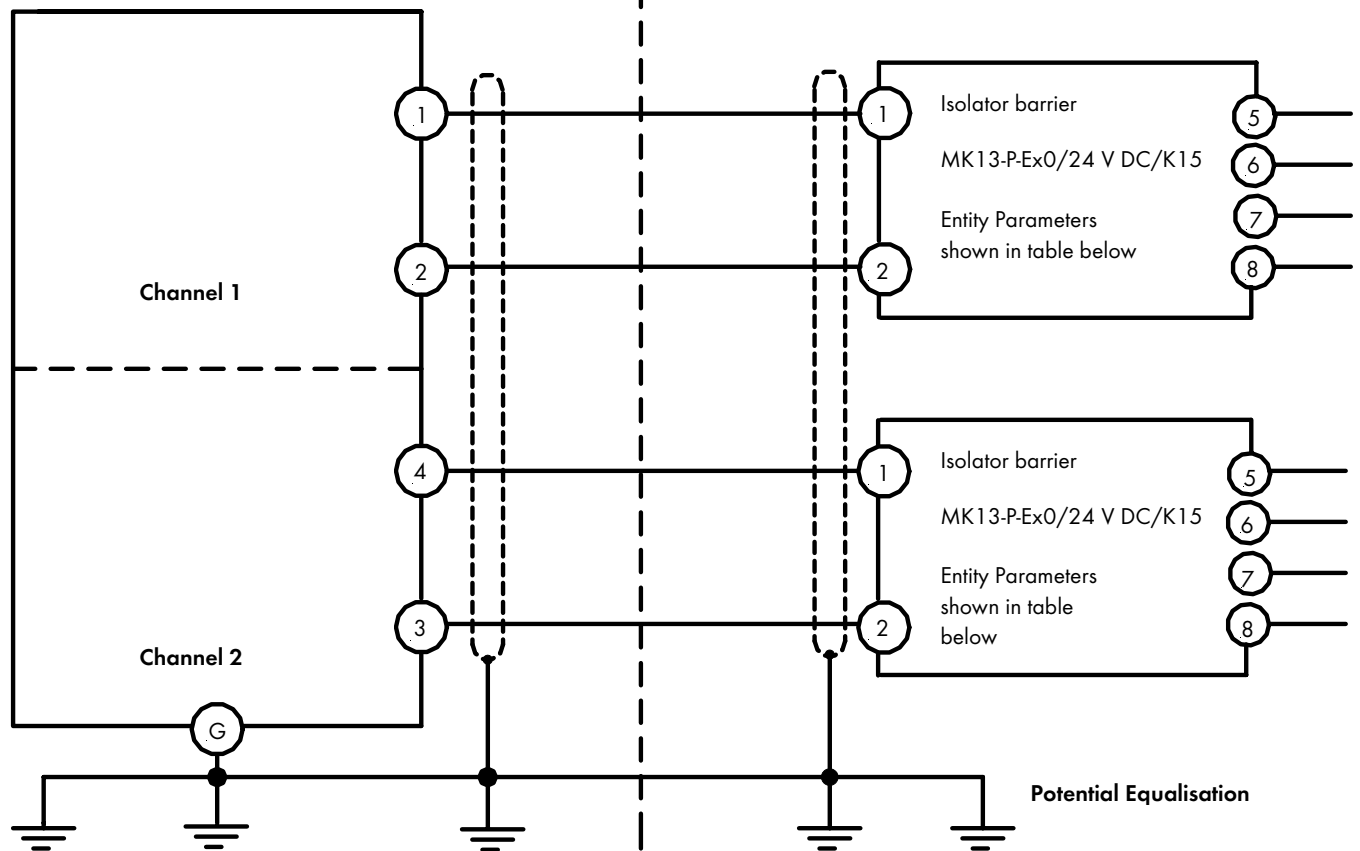 1
1
Isolator barrier
5
MK13-P-Ex0/24 V DC/K15
6
Entity Parameters
shown in table below
7
2
2
8
Channel 1
4
1
Isolator barrier
5
MK13-P-Ex0/24 V DC/K15
6
Entity Parameters
shown in table
below
7
3
2
8
Channel 2
G
Potential Equalisation